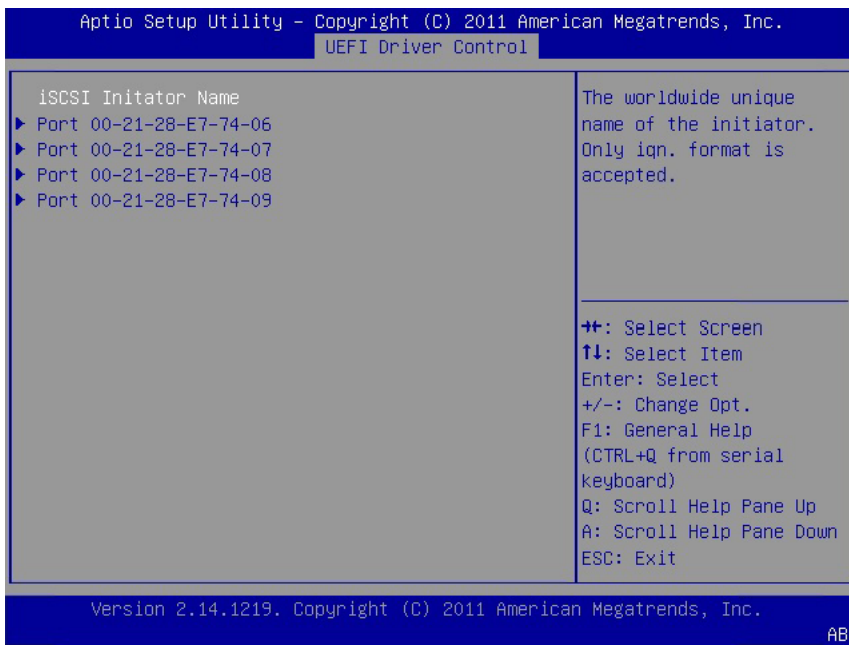 Aptio Setup Utility – Copyright (C) 2011 American Megatrends, Inc.
UEFI Driver Control
iSCSI Initator Name
▶ Port 00-21-28-E7-74-06
▶ Port 00-21-28-E7-74-07
▶ Port 00-21-28-E7-74-08
▶ Port 00-21-28-E7-74-09
The worldwide unique
name of the initiator.
Only iqn. format is
accepted.
→←: Select Screen
↑↓: Select Item
Enter: Select
+/-: Change Opt.
F1: General Help
(CTRL+Q from serial
keyboard)
Q: Scroll Help Pane Up
A: Scroll Help Pane Down
ESC: Exit
Version 2.14.1219. Copyright (C) 2011 American Megatrends, Inc.
AB